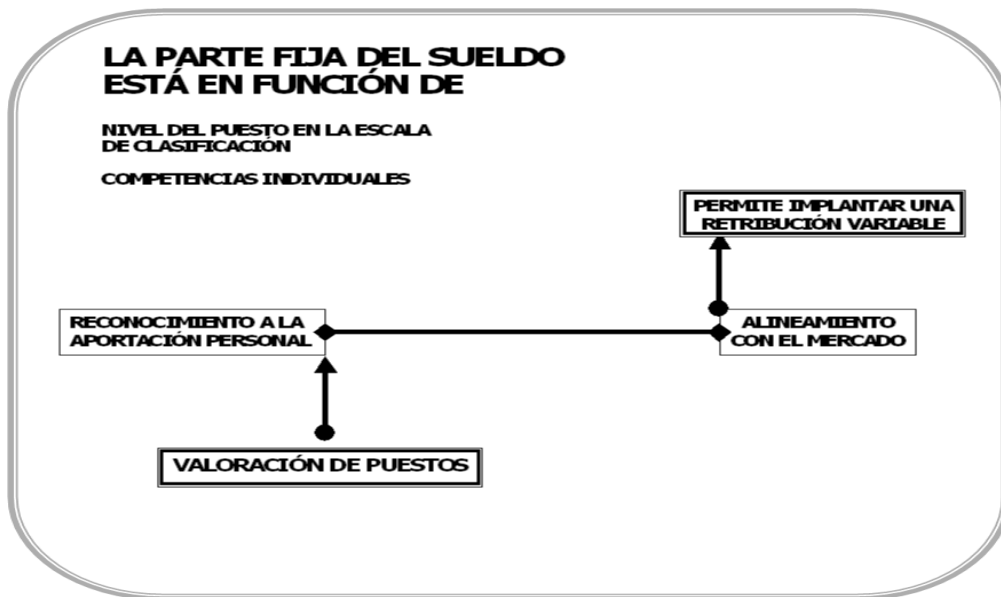 LA PARTE FIJA DEL SUELDO
ESTÁ EN FUNCIÓN DE
NIVEL DEL PUESTO EN LA ESCALA
DE CLASIFICACIÓN
COMPETENCIAS INDIVIDUALES
PERMITE IMPLANTAR UNA
RETRIBUCIÓN VARIABLE
RECONOCIMIENTO A LA
APORTACIÓN PERSONAL
ALINEAMIENTO
CON EL MERCADO
VALORACIÓN DE PUESTOS